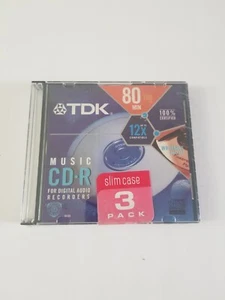 TDK
80
MIN
100%
CERTIFIED
12X
MUSIC
CD-R
FOR DIGITAL AUDIO
RECORDERS
slim case
3
PACK